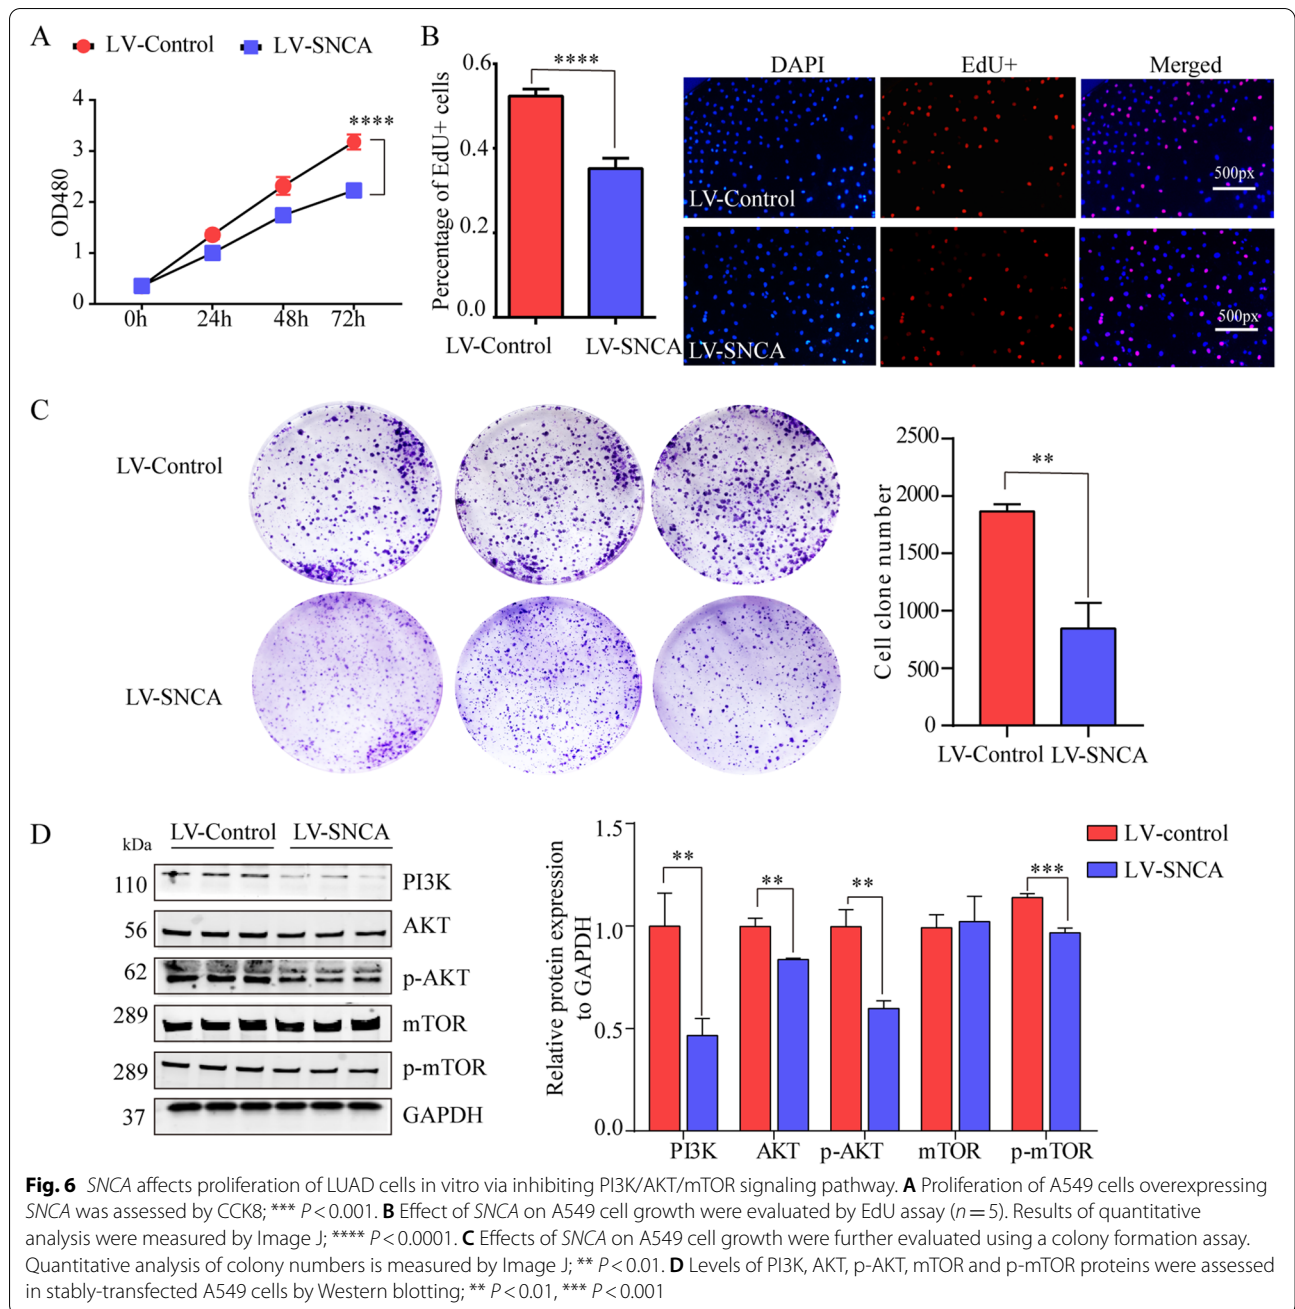 A
LV-Control
LV-SNCA
OD480
4
3
2
1
0
0h
24h
48h
72h
****
B
Percentage of EdU+ cells
0.6
0.4
0.2
0.0
****
LV-Control
LV-SNCA
DAPI
EdU+
Merged
LV-Control
500px
LV-SNCA
500px
C
LV-Control
LV-SNCA
Cell clone number
2500
2000
1500
1000
500
0
**
LV-Control LV-SNCA
D
kDa
LV-Control
LV-SNCA
110
PI3K
56
AKT
62
p-AKT
289
mTOR
289
p-mTOR
37
GAPDH
Relative protein expression
to GAPDH
1.5
1.0
0.5
0.0
**
**
**
***
LV-control
LV-SNCA
PI3K
AKT
p-AKT
mTOR
p-mTOR
Fig. 6 SNCA affects proliferation of LUAD cells in vitro via inhibiting PI3K/AKT/mTOR signaling pathway. A Proliferation of A549 cells overexpressing
SNCA was assessed by CCK8; *** P < 0.001. B Effect of SNCA on A549 cell growth were evaluated by EdU assay (n = 5). Results of quantitative
analysis were measured by Image J; **** P < 0.0001. C Effects of SNCA on A549 cell growth were further evaluated using a colony formation assay.
Quantitative analysis of colony numbers is measured by Image J; ** P < 0.01. D Levels of PI3K, AKT, p-AKT, mTOR and p-mTOR proteins were assessed
in stably-transfected A549 cells by Western blotting; ** P < 0.01, *** P < 0.001